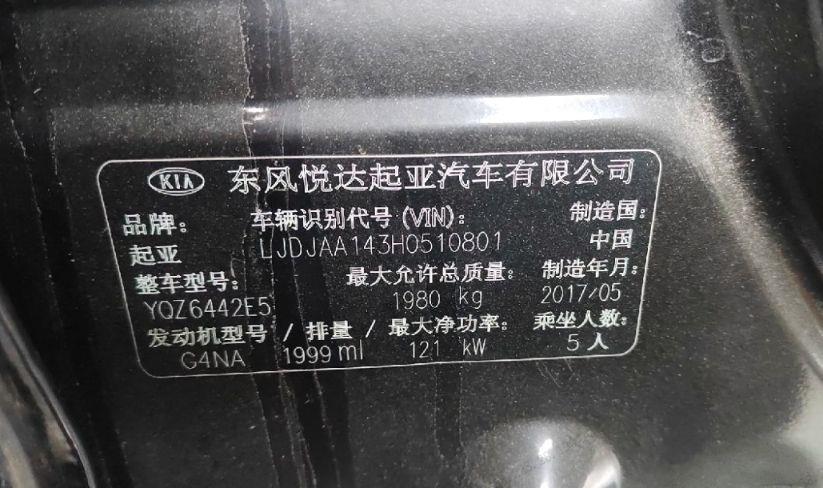 KIA 东风悦达起亚汽车有限公司
品牌: 车辆识别代号(VIN): 制造国:
起亚 LJDJAA143H0510801 中国
整车型号: 最大允许总质量: 制造年月:
YQZ6442E5 1980 kg 2017/05
发动机型号 / 排量 / 最大净功率: 乘坐人数:
G4NA 1999 ml 121 kW 5人